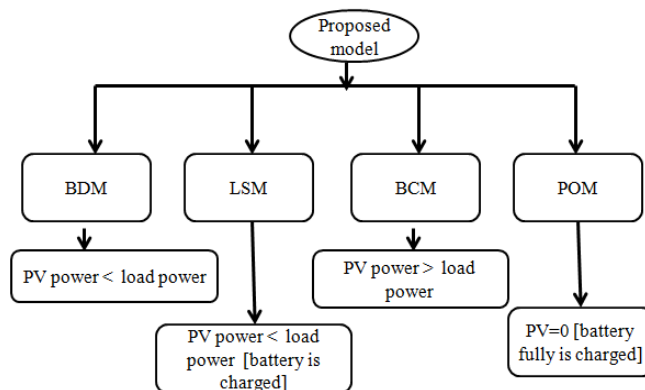 Proposed
model
BDM
LSM
BCM
POM
PV power < load power
PV power > load
power
PV power < load
power [battery is
charged]
PV=0 [battery
fully is charged]